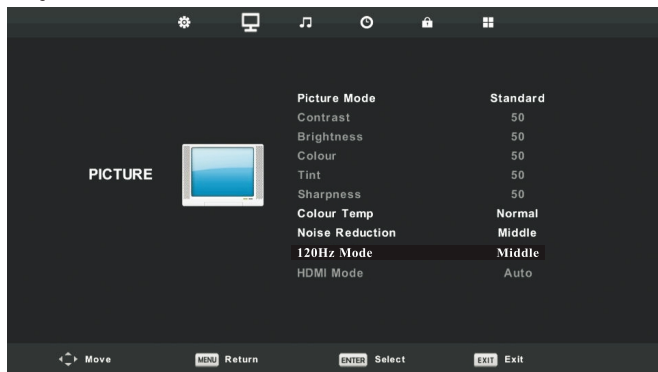 Picture Mode Standard
Contrast 50
Brightness 50
Colour 50
PICTURE
Tint 50
Sharpness 50
Colour Temp Normal
Noise Reduction Middle
120Hz Mode Middle
HDMI Mode Auto
Move MENU Return ENTER Select EXIT Exit